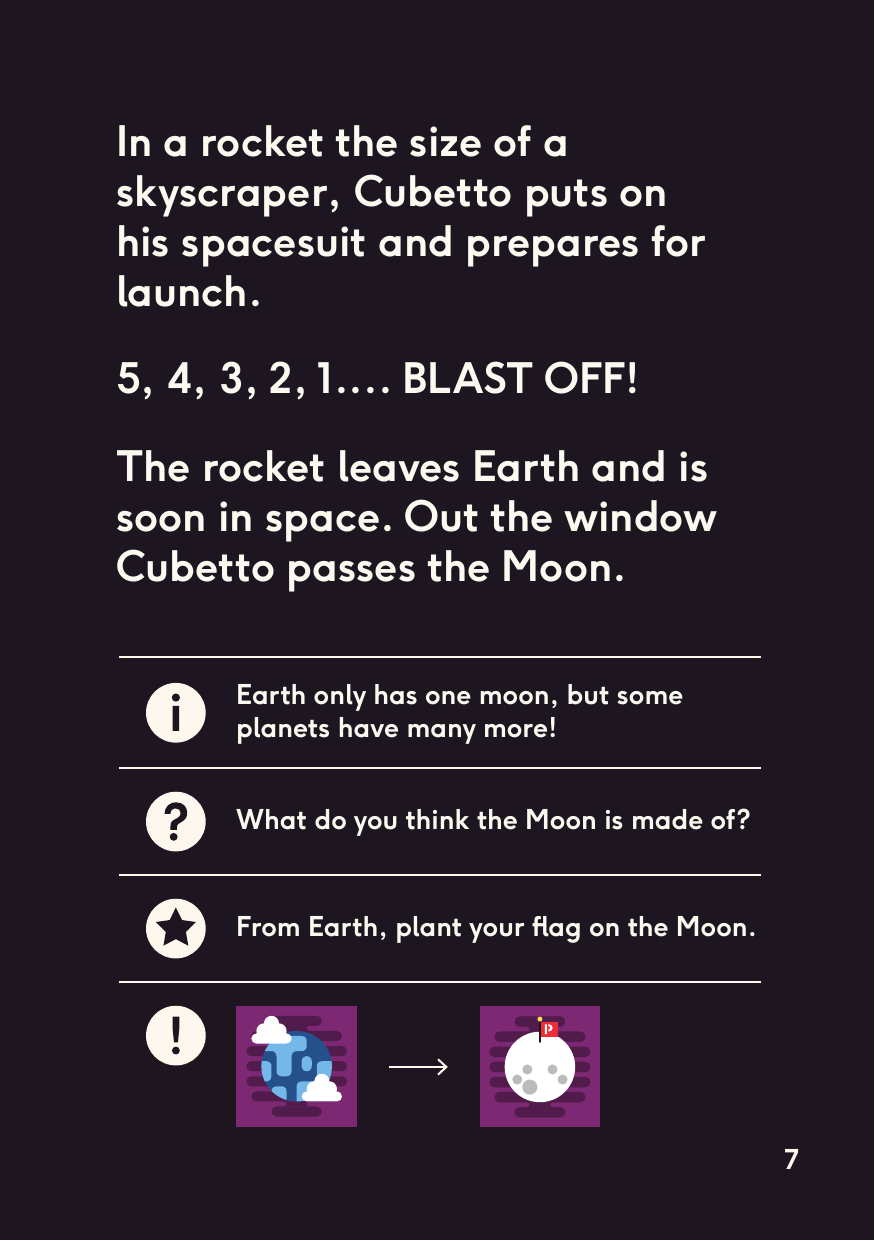 In a rocket the size of a
skyscraper, Cubetto puts on
his spacesuit and prepares for
launch.
5, 4, 3, 2, 1.... BLAST OFF!
The rocket leaves Earth and is
soon in space. Out the window
Cubetto passes the Moon.
i
Earth only has one moon, but some
planets have many more!
?
What do you think the Moon is made of?
From Earth, plant your flag on the Moon.
!
P
7